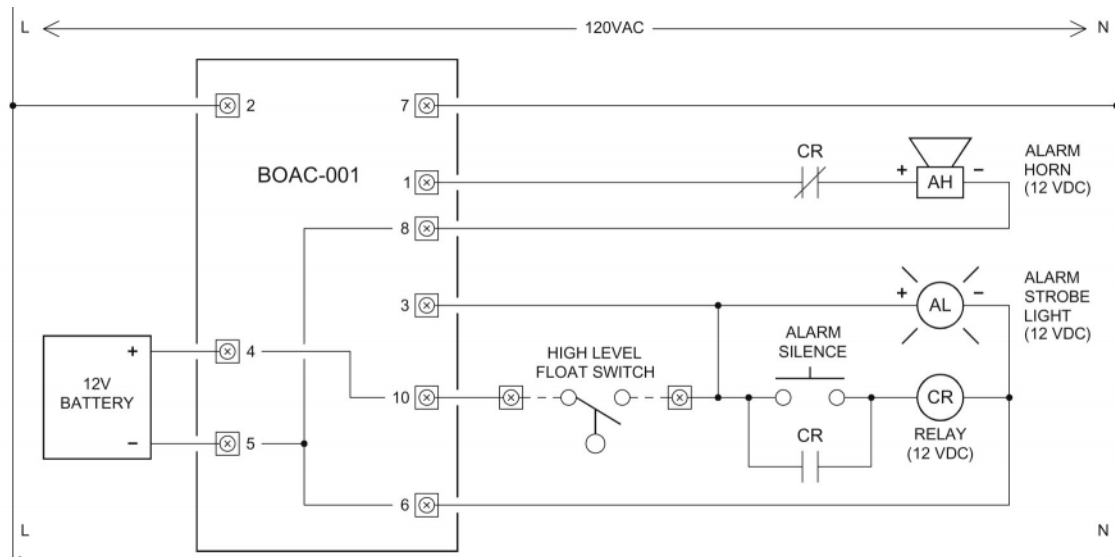 L
120VAC
N
2
7
BOAC-001
CR
ALARM
HORN
(12 VDC)
+
AH
−
1
8
3
+
AL
−
ALARM
STROBE
LIGHT
(12 VDC)
ALARM
SILENCE
HIGH LEVEL
FLOAT SWITCH
+
12V
BATTERY
−
4
10
CR
RELAY
(12 VDC)
CR
5
6
L
N